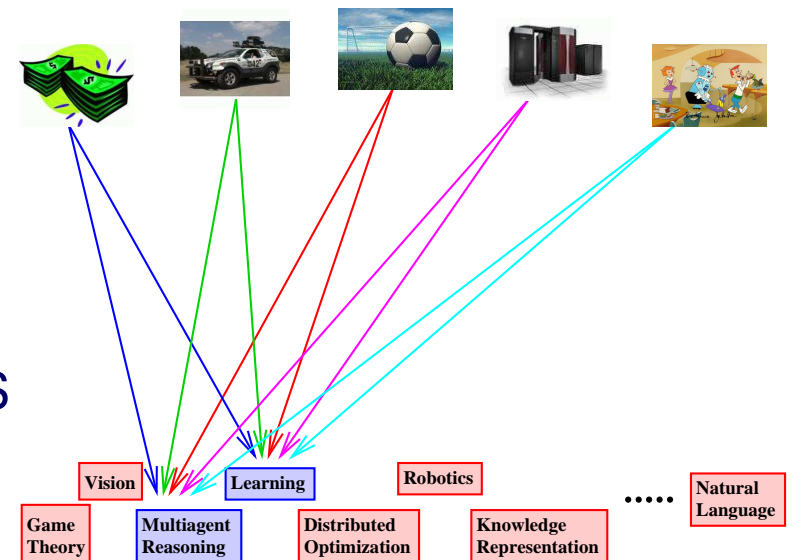 S
Vision
Learning
Robotics
.....
Natural
Language
Game
Theory
Multiagent
Reasoning
Distributed
Optimization
Knowledge
Representation